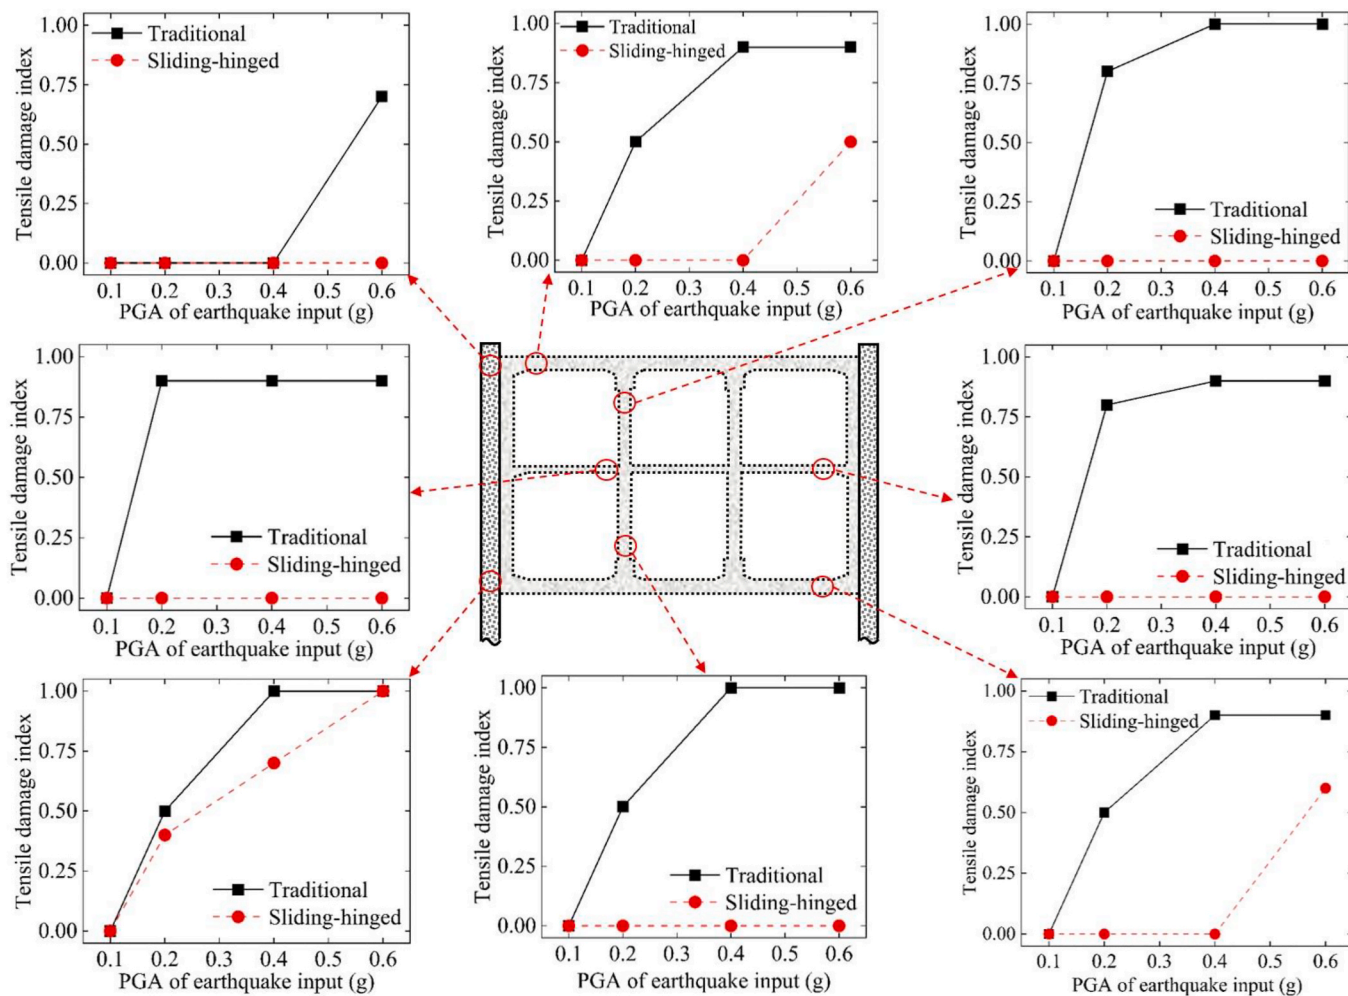 1.00
0.75
0.50
0.25
0.00
Tensile damage index
Traditional
Sliding-hinged
0.1 0.2 0.3 0.4 0.5 0.6
PGA of earthquake input (g)
1.00
0.75
0.50
0.25
0.00
Tensile damage index
Traditional
Sliding-hinged
0.1 0.2 0.3 0.4 0.5 0.6
PGA of earthquake input (g)
1.00
0.75
0.50
0.25
0.00
Tensile damage index
Traditional
Sliding-hinged
0.1 0.2 0.3 0.4 0.5 0.6
PGA of earthquake input (g)
1.00
0.75
0.50
0.25
0.00
Tensile damage index
Traditional
Sliding-hinged
0.1 0.2 0.3 0.4 0.5 0.6
PGA of earthquake input (g)
1.00
0.75
0.50
0.25
0.00
Tensile damage index
Traditional
Sliding-hinged
0.1 0.2 0.3 0.4 0.5 0.6
PGA of earthquake input (g)
1.00
0.75
0.50
0.25
0.00
Tensile damage index
Traditional
Sliding-hinged
0.1 0.2 0.3 0.4 0.5 0.6
PGA of earthquake input (g)
1.00
0.75
0.50
0.25
0.00
Tensile damage index
Traditional
Sliding-hinged
0.1 0.2 0.3 0.4 0.5 0.6
PGA of earthquake input (g)
1.00
0.75
0.50
0.25
0.00
Tensile damage index
Traditional
Sliding-hinged
0.1 0.2 0.3 0.4 0.5 0.6
PGA of earthquake input (g)